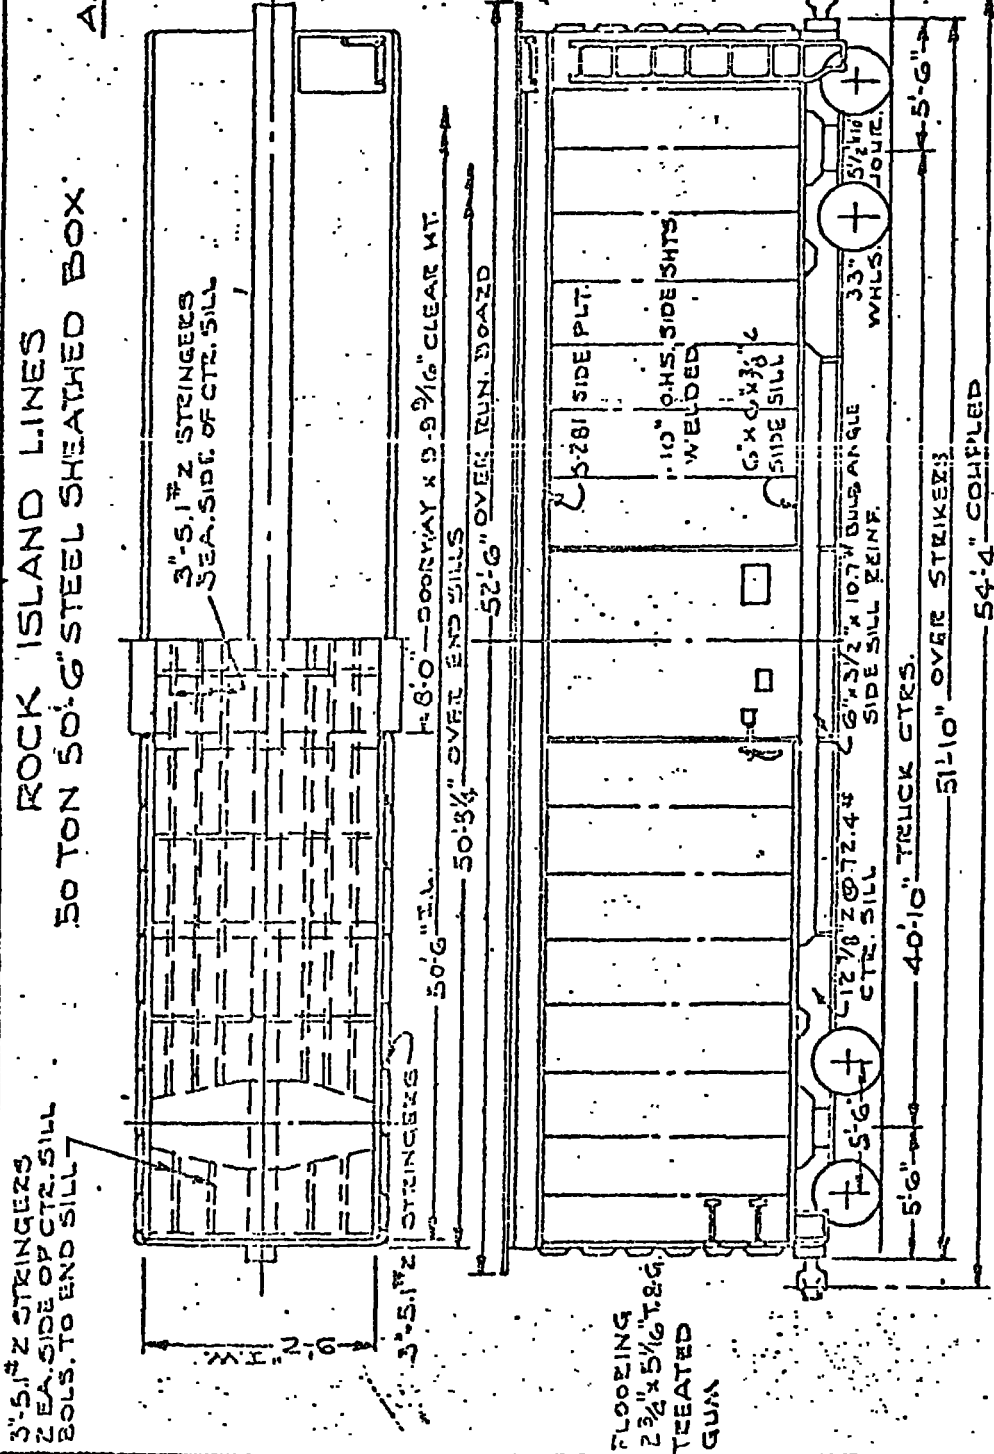 ROCK ISLAND LINES
50 TON 50'-6" STEEL SHEATHED BOX
A
3"-5.1# Z STRINGERS
2 EA. SIDE OF CTR. SILL
BOLS. TO END SILL
3"-5.1# Z STRINGERS
5 EA. SIDE OF CTR. SILL
9'-2" I.W.
3"-5.1# Z STRINGERS
8'-0" DOORWAY x 9'-9 9/16" CLEAR HT.
50'-6" I.L.
50'-8 3/4" OVER END SILLS
52'-6" OVER RUN. BOARD
S-281 SIDE PLT.
.10" O.H.S. SIDE SHTS
WELDED
6" x 6" x 3/8" L
SIDE SILL
FLOORING
2 3/4" x 5 1/16" T.&G.
TREATED
GUM
33"
WHLS.
5 1/2 x 10
JOUR.
6" x 3 1/2" x 10.7# BULB ANGLE
SIDE SILL REINF.
12 7/8" Z @ 72.4#
CTR. SILL
5'-6"
5'-6"
40'-10" TRUCK CTRS.
5'-6"
51'-10" OVER STRIKERS
54'-4" COUPLED